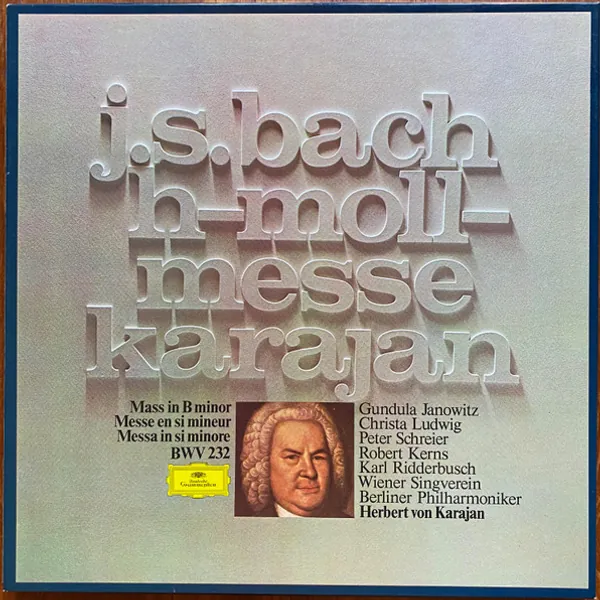 j.s.bach
h-moll-
messe
karajan
Mass in B minor
Messe en si mineur
Messa in si minore
BWV 232
Deutsche
Grammophon
Gundula Janowitz
Christa Ludwig
Peter Schreier
Robert Kerns
Karl Ridderbusch
Wiener Singverein
Berliner Philharmoniker
Herbert von Karajan